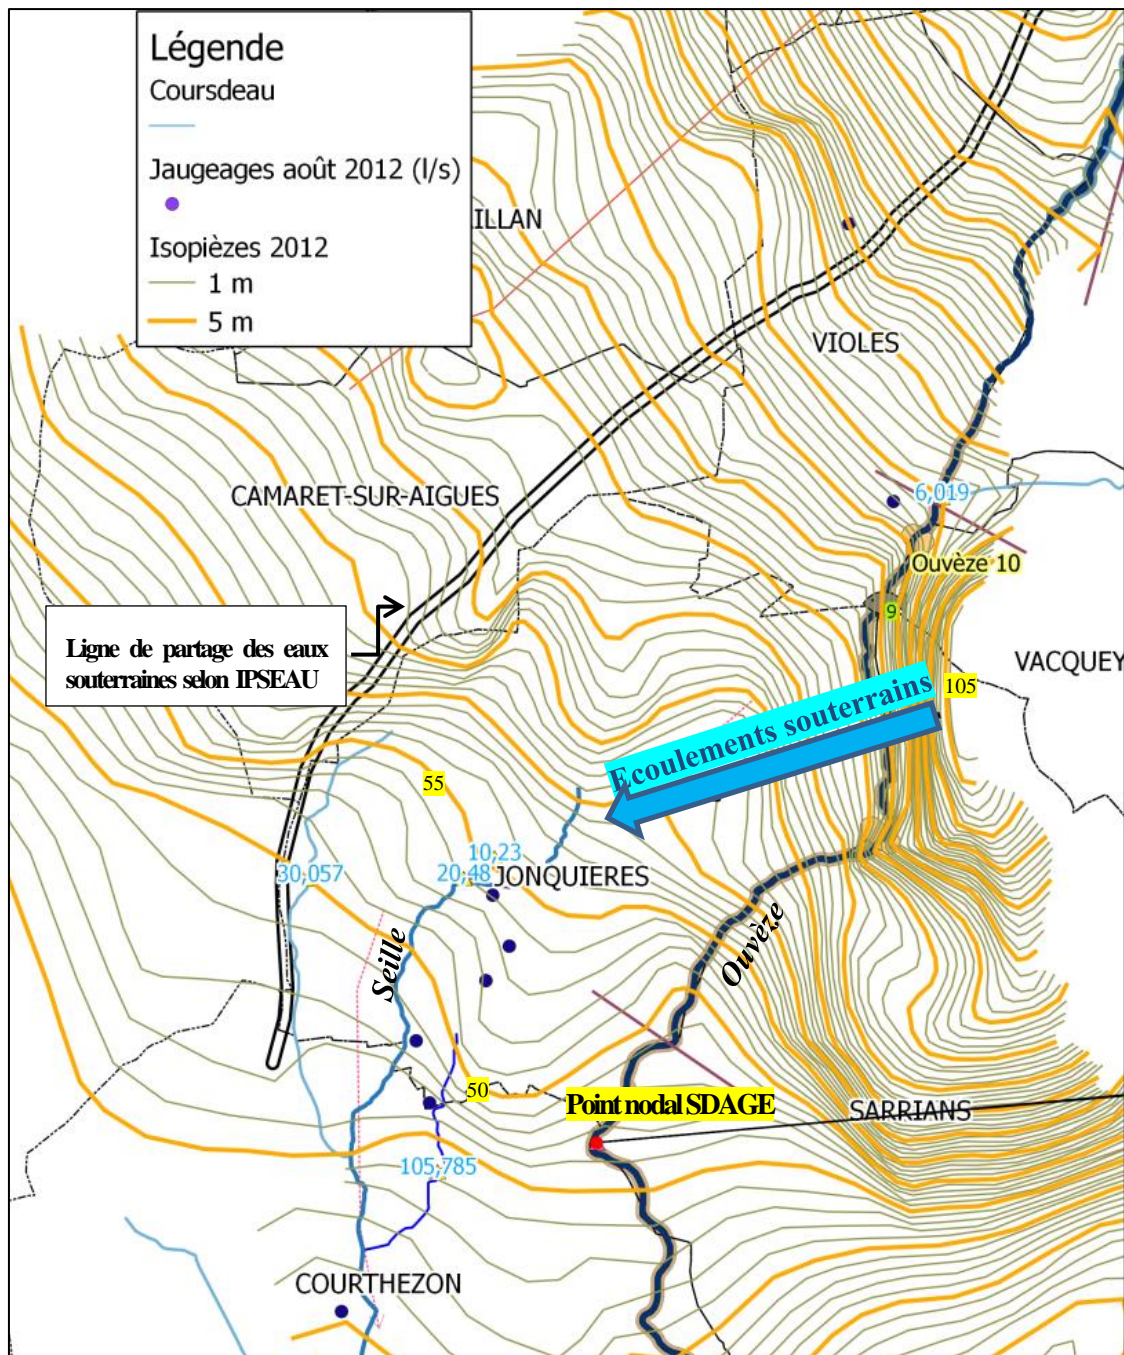 Légende
Coursdeau
Jaugeages août 2012 (l/s)
Isopièzes 2012
1 m
5 m
ILLAN
VIOLES
CAMARET-SUR-AIGUES
6,019
Ouvèze 10
9
Ligne de partage des eaux
souterraines selon IPSEAU
VACQUEY
105
Ecoulements souterrains
55
10,23
20,48
JONQUIERES
30,057
Seille
Ouvèze
50
Point nodal SDAGE
SARRIANS
105,785
COURTHEZON